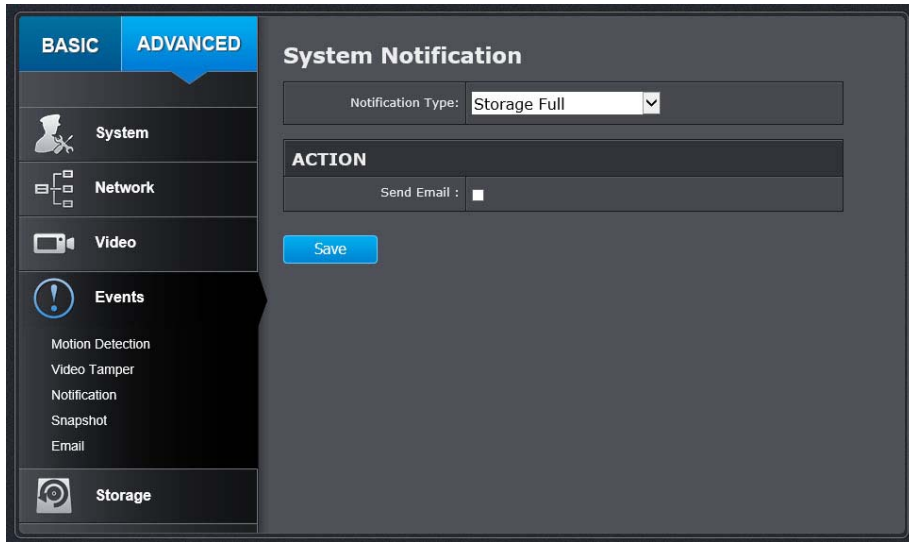 BASIC ADVANCED
System
Network
Video
Events
Motion Detection
Video Tamper
Notification
Snapshot
Email
Storage
System Notification
Notification Type: Storage Full
ACTION
Send Email :
Save